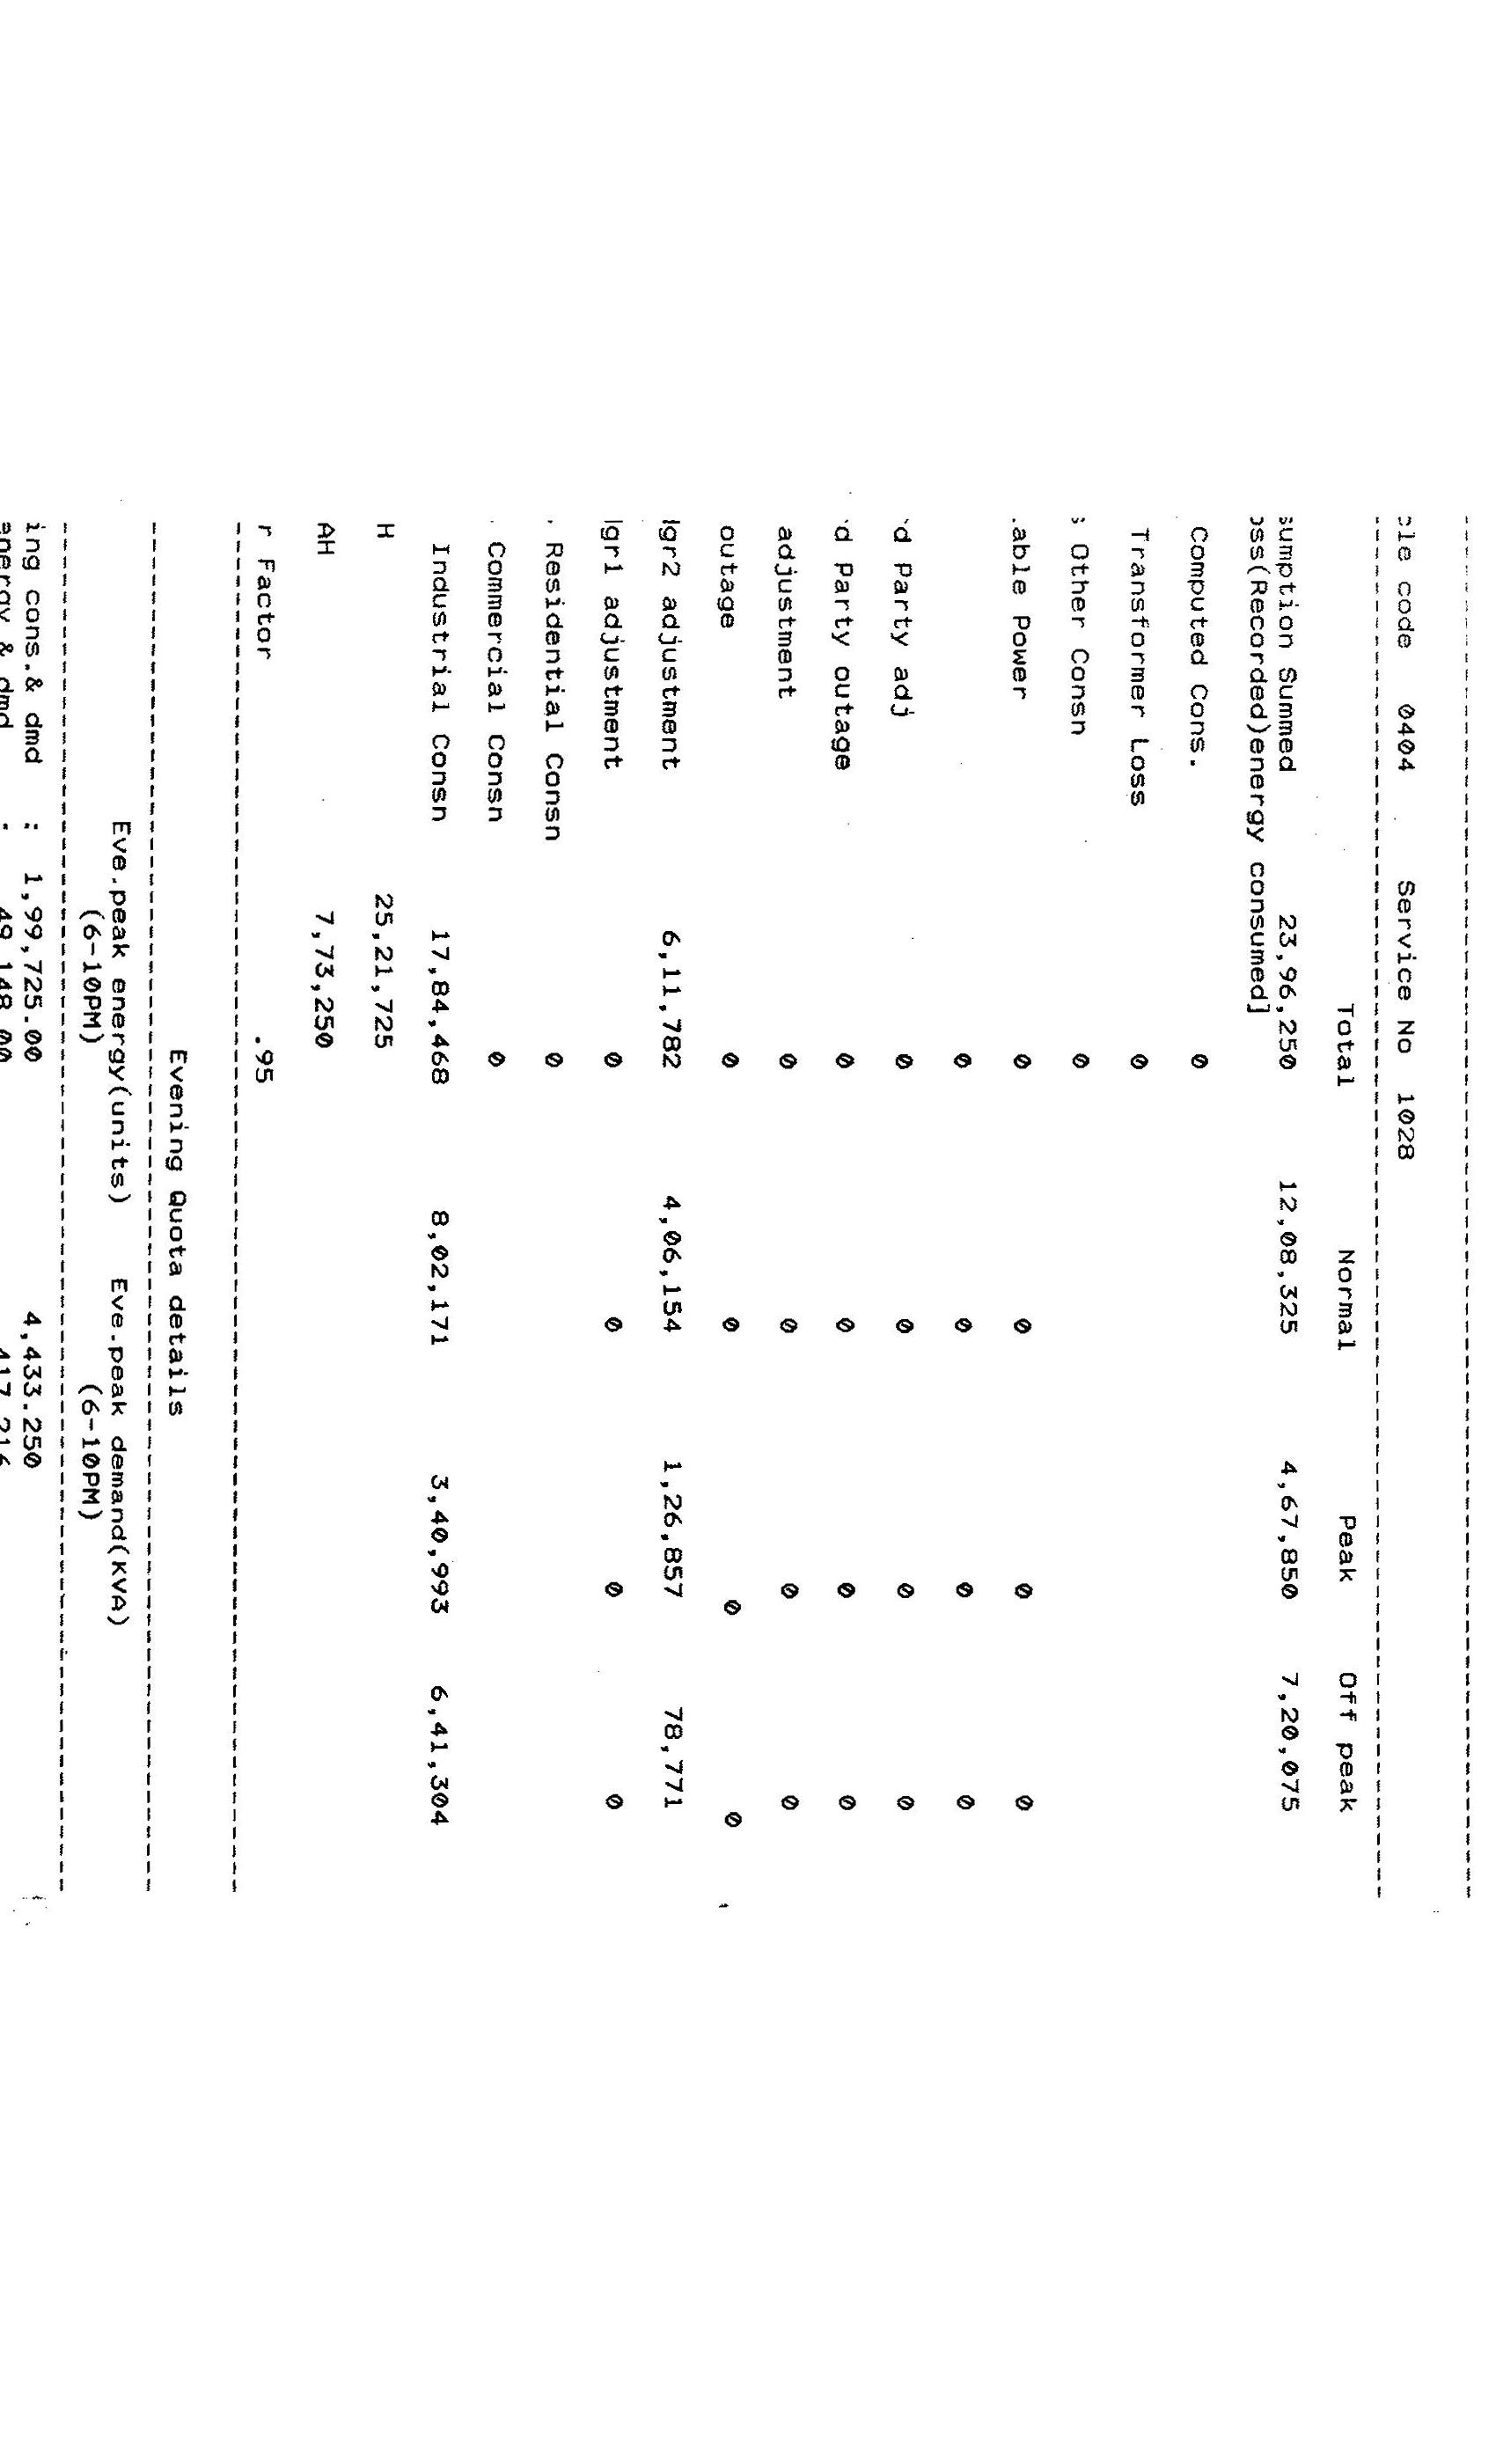 cle code 0404 Service No 1028
Total Normal Peak Off peak
sumption Summed 23,96,250 12,08,325 4,67,850 7,20,075
oss(Recorded)energy consumed]
Computed Cons. 0
Transformer Loss 0
s Other Consn 0
.able Power 0 0 0 0
0 0 0 0
'd Party adj 0 0 0 0
'd Party outage 0 0 0 0
adjustment 0 0 0 0
outage 0 0 0 0
lgr2 adjustment 6,11,782 4,06,154 1,26,857 78,771
lgr1 adjustment 0 0 0 0
. Residential Consn 0
. Commercial Consn 0
Industrial Consn 17,84,468 8,02,171 3,40,993 6,41,304
H 25,21,725
AH 7,73,250
r Factor .95
Evening Quota details
Eve.peak energy(units) Eve.peak demand(KVA)
(6-10PM) (6-10PM)
ing cons.& dmd : 1,99,725.00 4,433.250
energy & dmd : 49,148.00 417.216